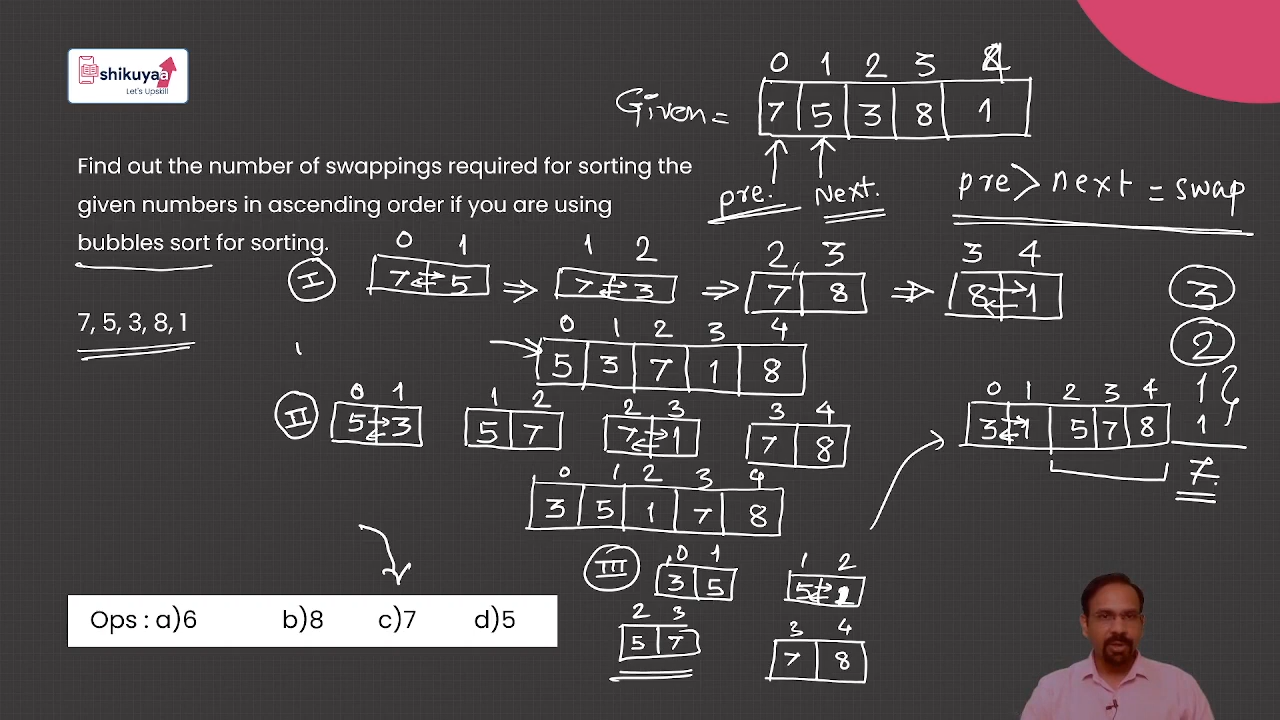 shikuyaa
Let's Upskill
Find out the number of swappings required for sorting the
given numbers in ascending order if you are using
bubbles sort for sorting.
7, 5, 3, 8, 1
0 1 2 3
Given = 7 5 3 8 1
pre. Next.
pre > next = swap
0 1 1 2 2, 3 3 4
I 7 5 ⇒ 7 3 ⇒ 7 8 ⇒ 8 1 3
0 1 2 3 4 2
5 3 7 1 8
0 1 1 2 2 3 3 4
II 5 3 5 7 7 1 7 8
0 1 2 3 4
3 5 1 7 8
0 1 2 3 4 1
3 1 5 7 8 1
7.
0 1 1 2
III 3 5 5 1
2 3 3 4
5 7 7 8
Ops : a)6 b)8 c)7 d)5